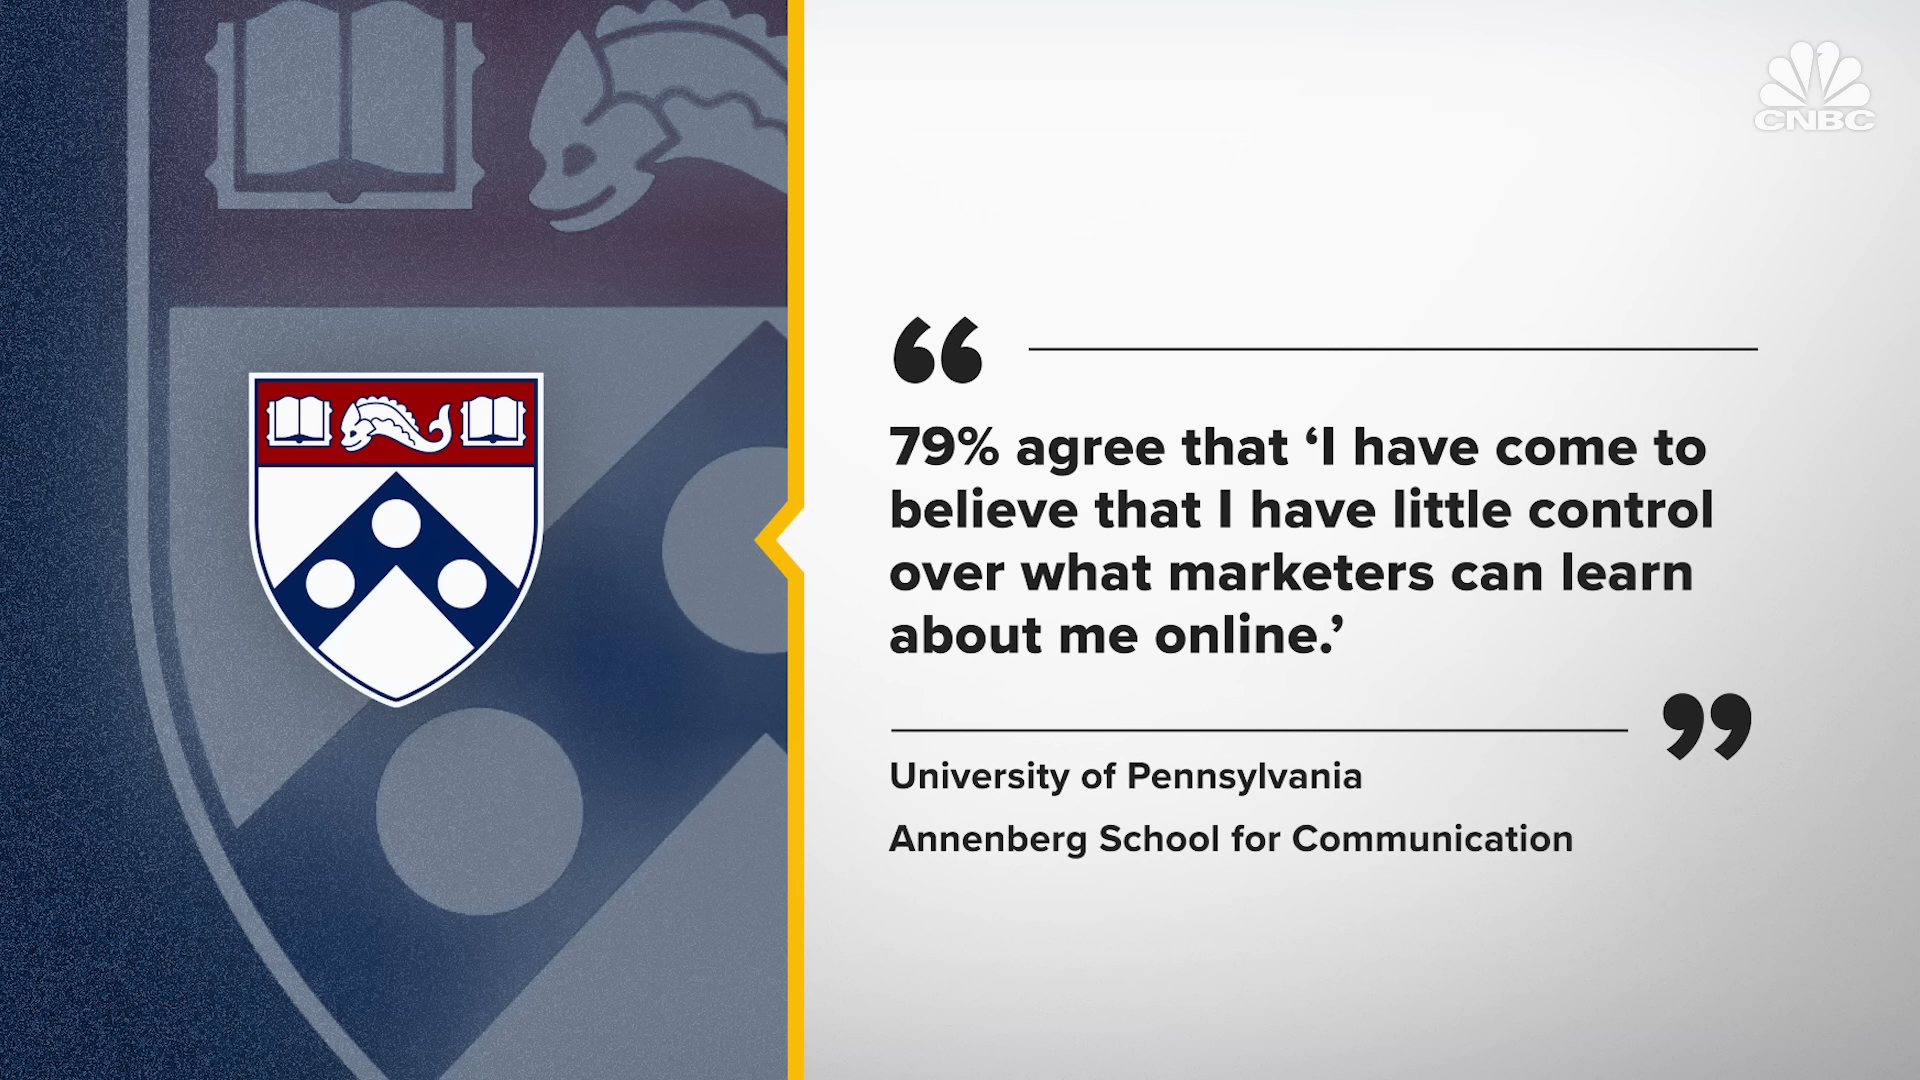 CNBC
“
79% agree that ‘I have come to
believe that I have little control
over what marketers can learn
about me online.’
”
University of Pennsylvania
Annenberg School for Communication